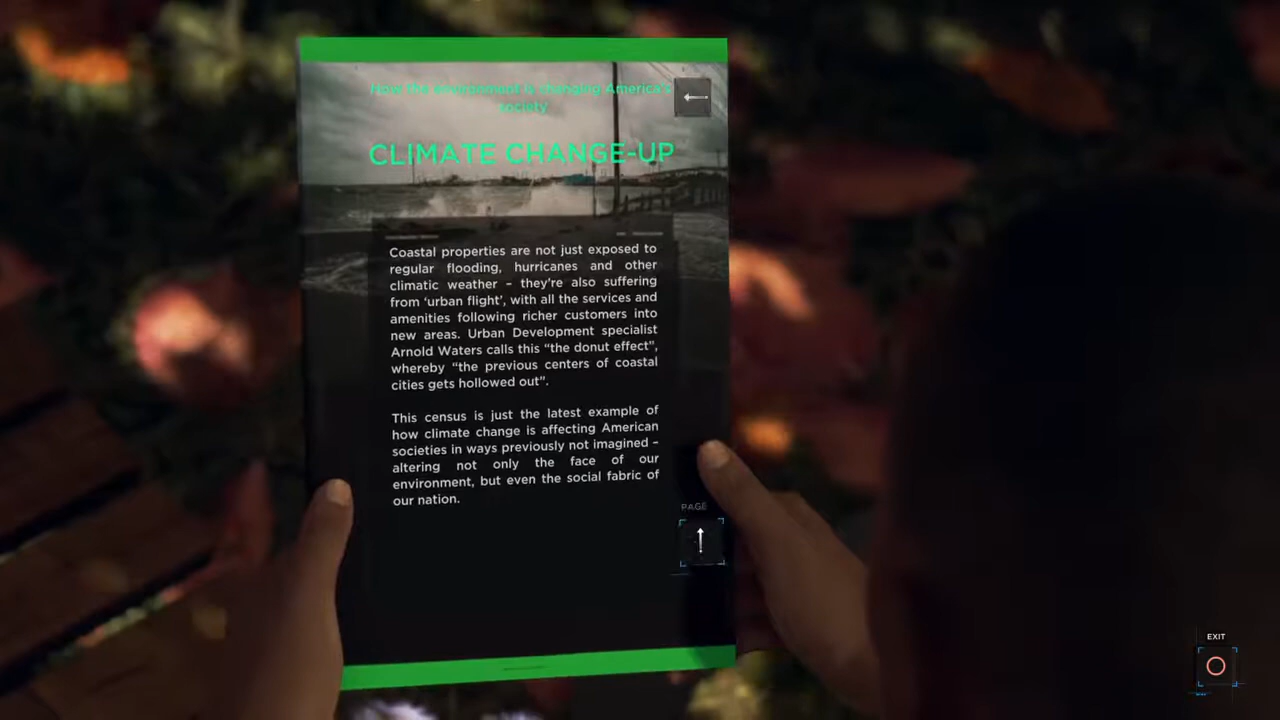 How the environment is changing America's
society
CLIMATE CHANGE-UP
Coastal properties are not just exposed to
regular flooding, hurricanes and other
climatic weather – they're also suffering
from ‘urban flight’, with all the services and
amenities following richer customers into
new areas. Urban Development specialist
Arnold Waters calls this “the donut effect”,
whereby “the previous centers of coastal
cities gets hollowed out”.
This census is just the latest example of
how climate change is affecting American
societies in ways previously not imagined –
altering not only the face of our
environment, but even the social fabric of
our nation.
PAGE
EXIT